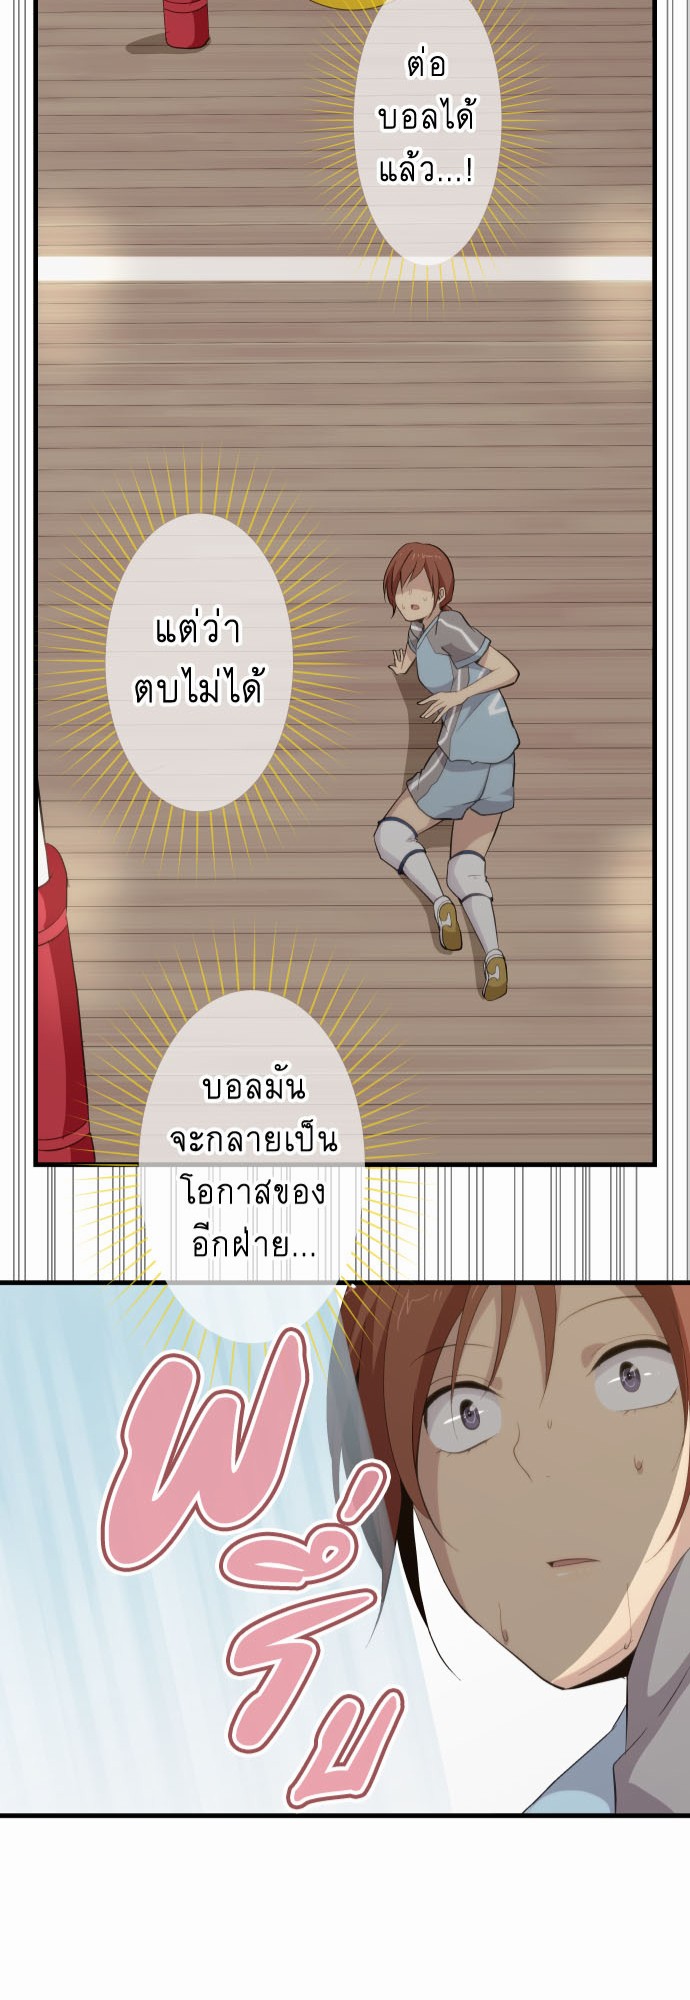 ต่อ
บอลได้
แล้ว...!
แต่ว่า
ตบไม่ได้
บอลมัน
จะกลายเป็น
โอกาสของ
อีกฝ่าย...
พรึ่บ